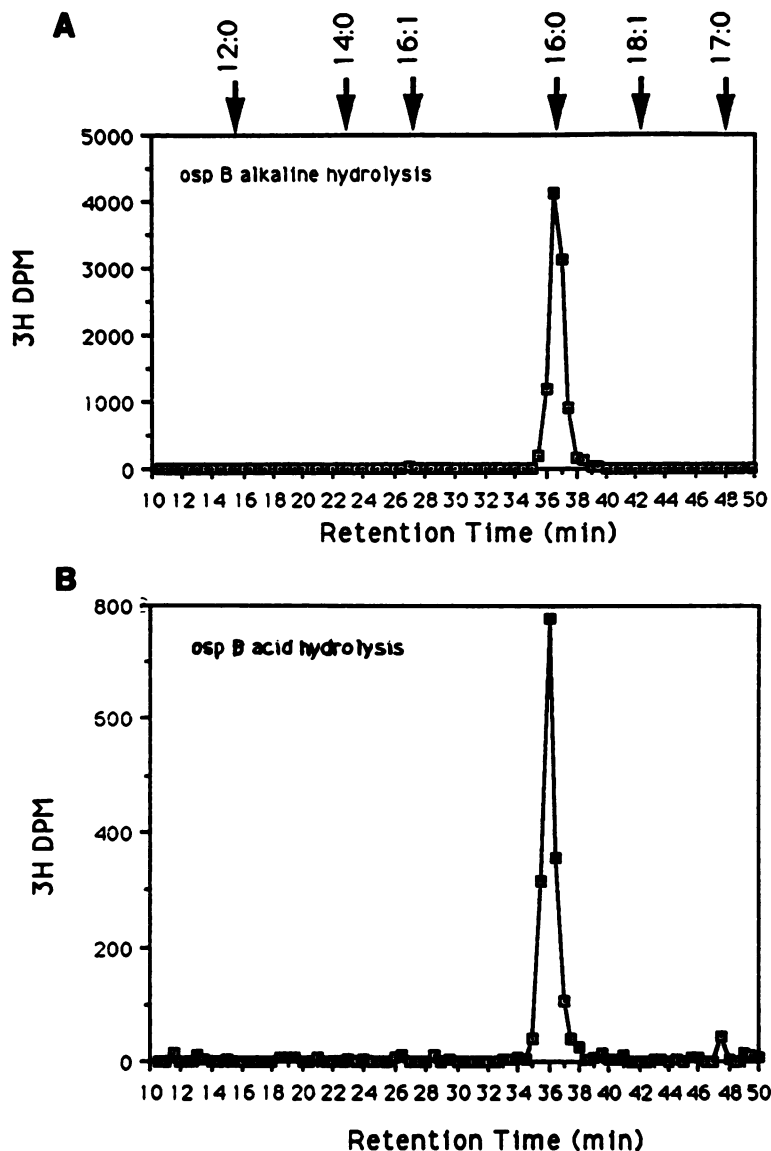 A
12:0 14:0 16:1 16:0 18:1 17:0
5000
4000
3000
2000
1000
0
3H DPM
osp B alkaline hydrolysis
10 12 14 16 18 20 22 24 26 28 30 32 34 36 38 40 42 44 46 48 50
Retention Time (min)
B
800
600
400
200
0
3H DPM
osp B acid hydrolysis
10 12 14 16 18 20 22 24 26 28 30 32 34 36 38 40 42 44 46 48 50
Retention Time (min)